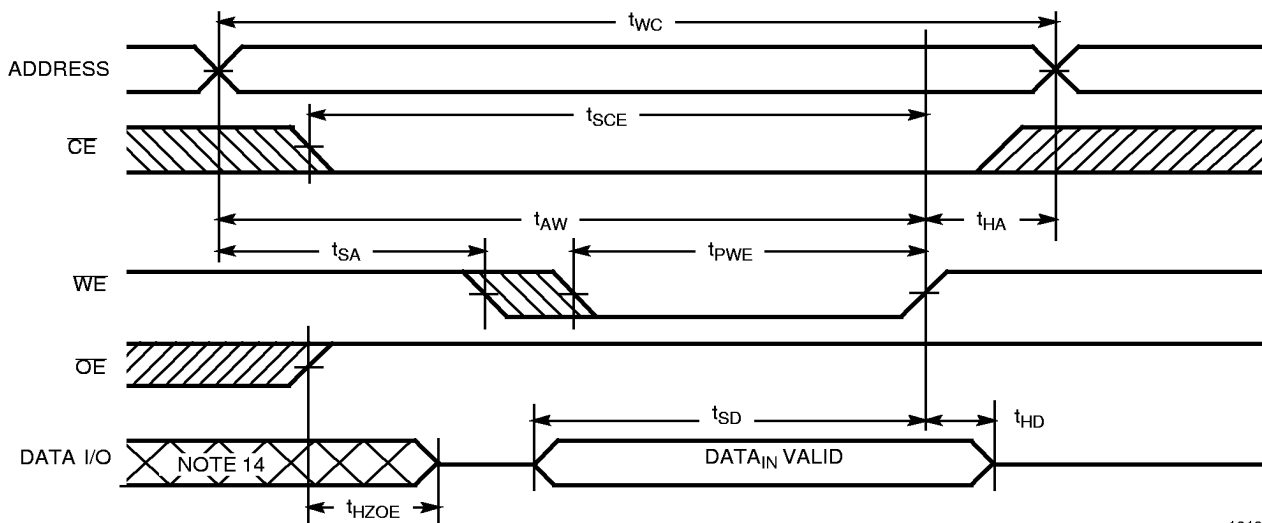 tWC
ADDRESS
tSCE
CE
tAW
tHA
tSA
tPWE
WE
OE
tSD
tHD
DATA I/O
NOTE 14
DATAIN VALID
tHZOE